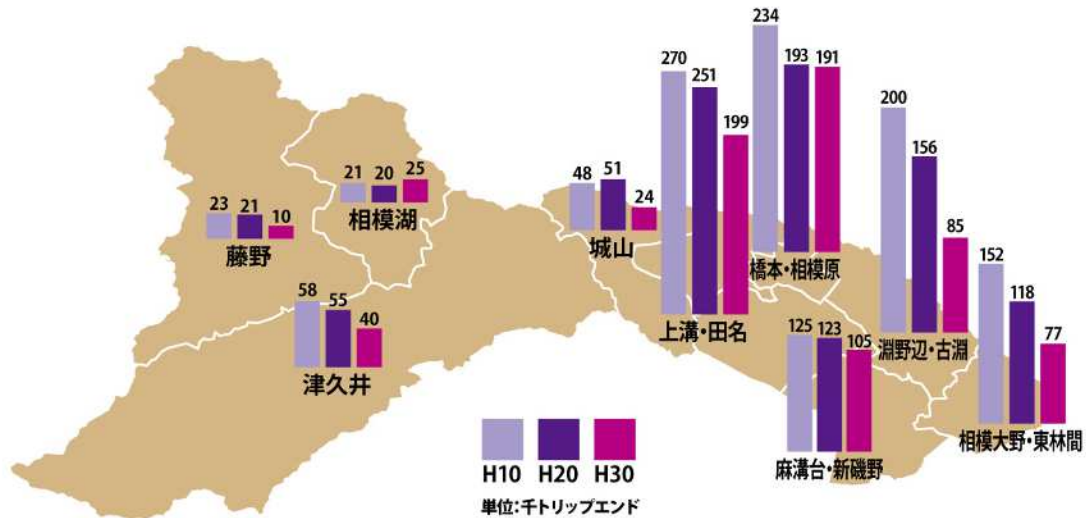 23 21 10
藤野
21 20 25
相模湖
58 55 40
津久井
48 51 24
城山
270 251 199
上溝・田名
234 193 191
橋本・相模原
200 156 85
淵野辺・古淵
152 118 77
相模大野・東林間
125 123 105
麻溝台・新磯野
H10 H20 H30
単位:千トリップエンド